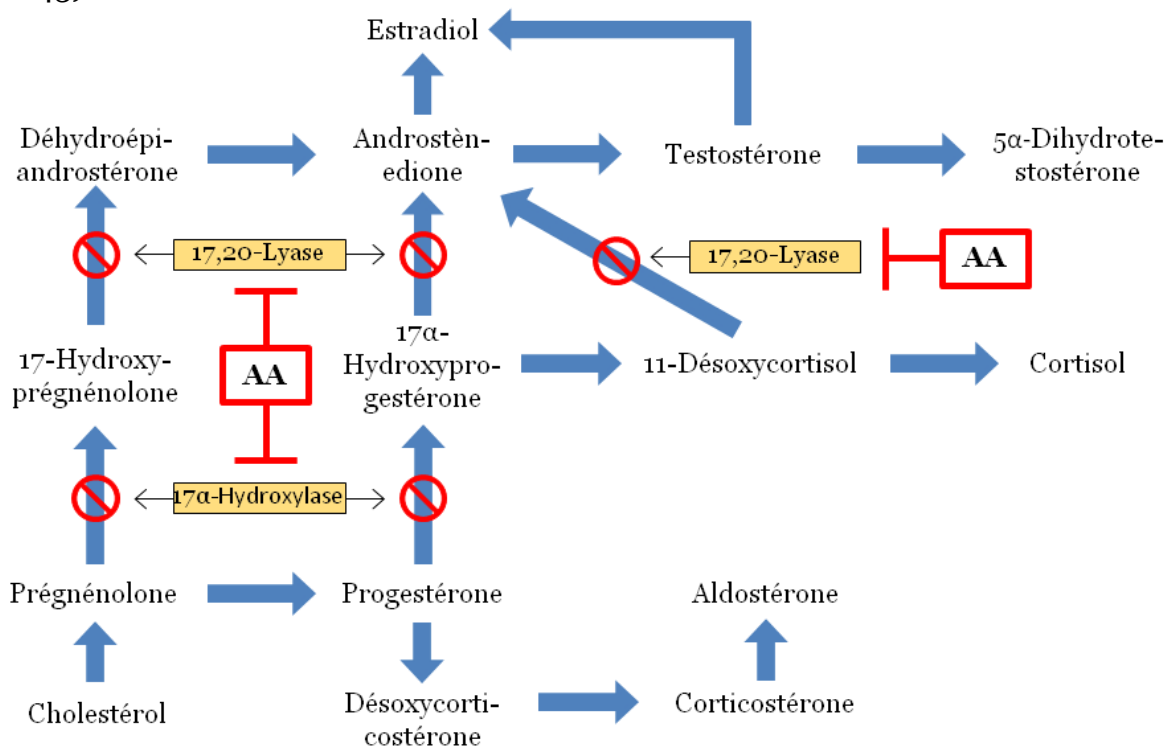 Estradiol
Déhydroépi-
androstérone
Androstèn-
edione
Testostérone
5α-Dihydrote-
stostérone
17,20-Lyase
17,20-Lyase
AA
17-Hydroxy-
prégnénolone
AA
17α-
Hydroxypro-
gestérone
11-Désoxycortisol
Cortisol
17α-Hydroxylase
Prégnénolone
Progestérone
Aldostérone
Cholestérol
Désoxycorti-
costérone
Corticostérone